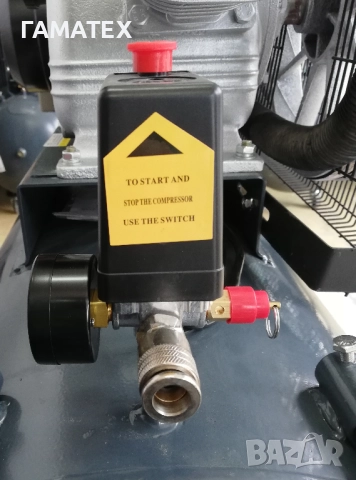 ГАМАТЕХ
TO START AND
STOP THE COMPRESSOR
USE THE SWITCH
BAZAR